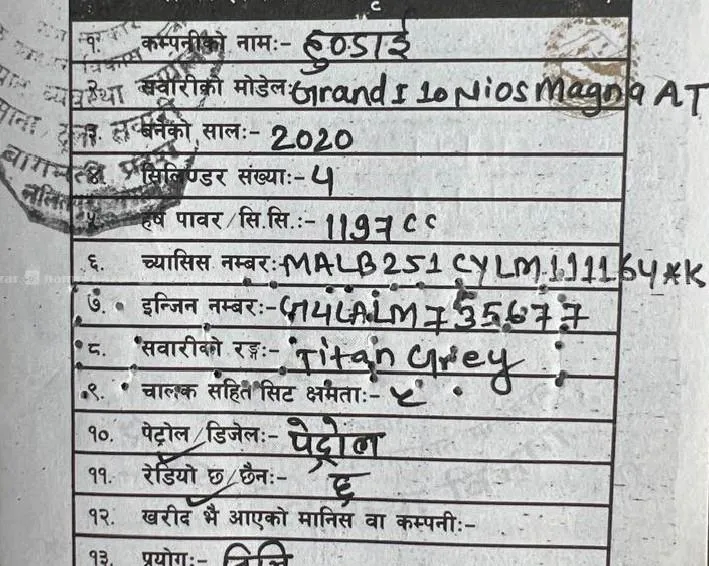 १. कम्पनीको नाम:- हुण्डाई
२. सवारीको मोडेल: Grand I 10 Nios Magna AT
३. बनेको साल:- 2020
४. सिलिण्डर संख्या:- 4
५. हर्ष पावर/सि.सि.:- 1197 CC
६. च्यासिस नम्बर:- MALB251CYLM111164*K
७. इन्जिन नम्बर:- G4LALM735677
८. सवारीको रङ्ग:- Titan Grey
९. चालक सहित सिट क्षमता:- ५
१०. पेट्रोल/डिजेल:- पेट्रोल
११. रेडियो छ/छैन:- छ
१२. खरीद भै आएको मानिस वा कम्पनी:-
१३. प्रयोग:- निजि